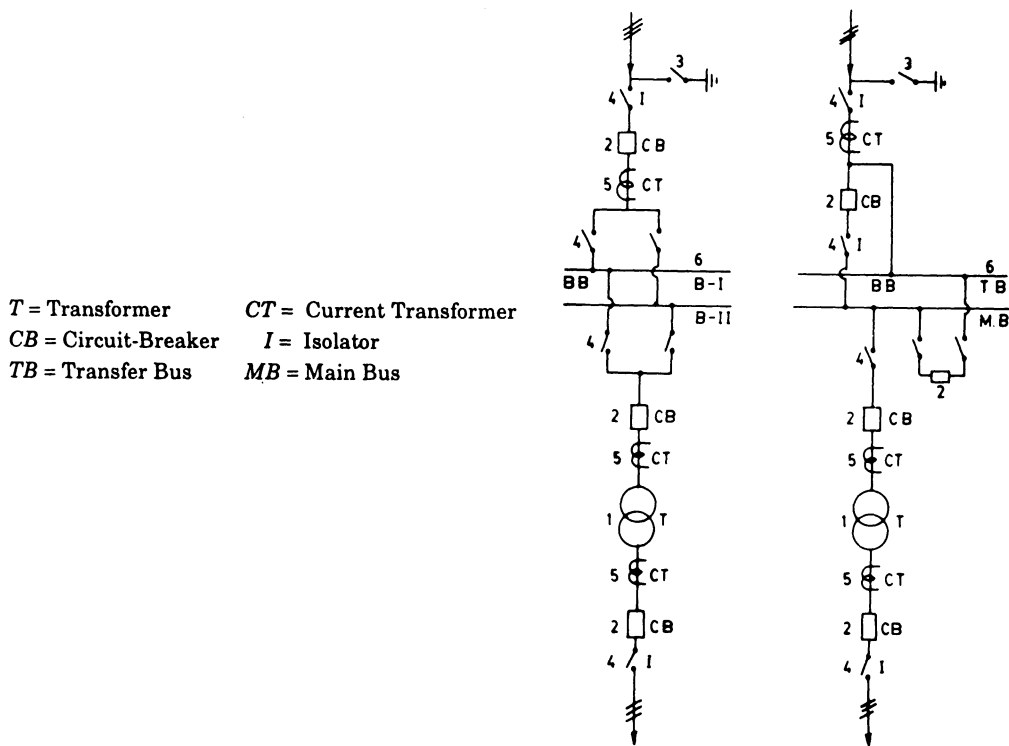 T = Transformer CT = Current Transformer
CB = Circuit-Breaker I = Isolator
TB = Transfer Bus MB = Main Bus
3
4 I
2 CB
5 CT
4
6
BB B-I
B-II
4
2 CB
5 CT
1 T
5 CT
2 CB
4 I
3
4 I
5 CT
2 CB
4 I
6
BB TB
M.B
4
2
2 CB
5 CT
1 T
5 CT
2 CB
4 I